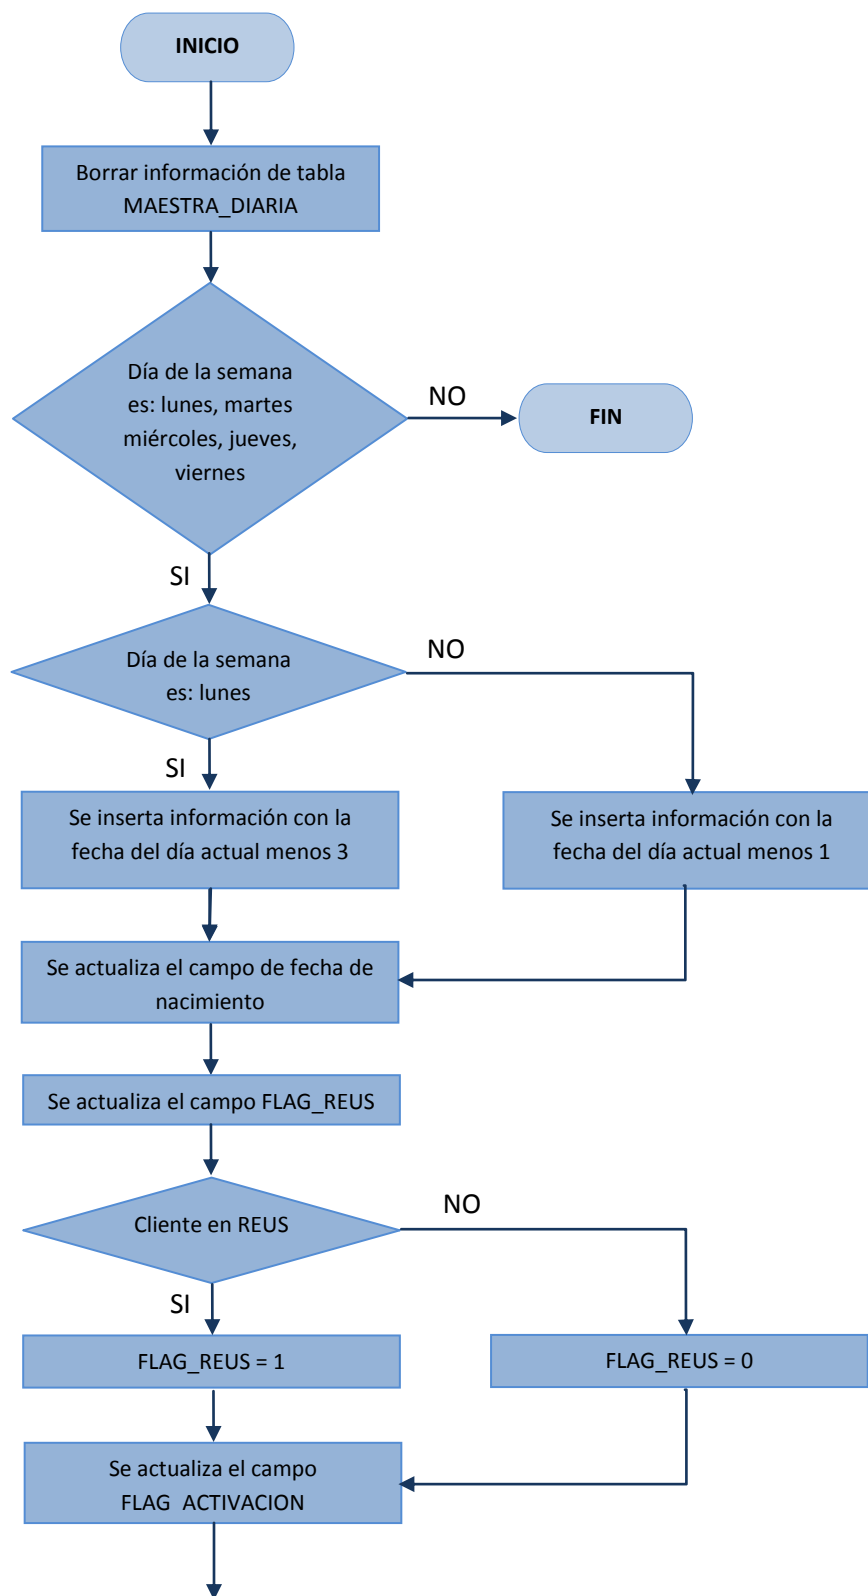 INICIO
Borrar información de tabla
MAESTRA_DIARIA
Día de la semana
es: lunes, martes
miércoles, jueves,
viernes
NO
FIN
SI
Día de la semana
es: lunes
NO
SI
Se inserta información con la
fecha del día actual menos 3
Se inserta información con la
fecha del día actual menos 1
Se actualiza el campo de fecha de
nacimiento
Se actualiza el campo FLAG_REUS
Cliente en REUS
NO
SI
FLAG_REUS = 1
FLAG_REUS = 0
Se actualiza el campo
FLAG ACTIVACION